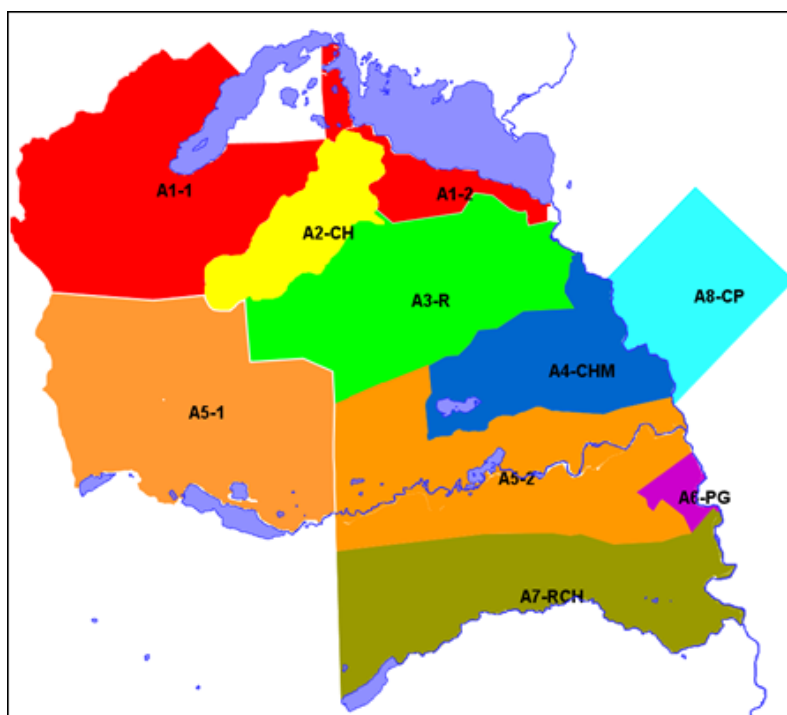 A1-1
A1-2
A2-CH
A3-R
A8-CP
A4-CHM
A5-1
A5-2
A6-PG
A7-RCH